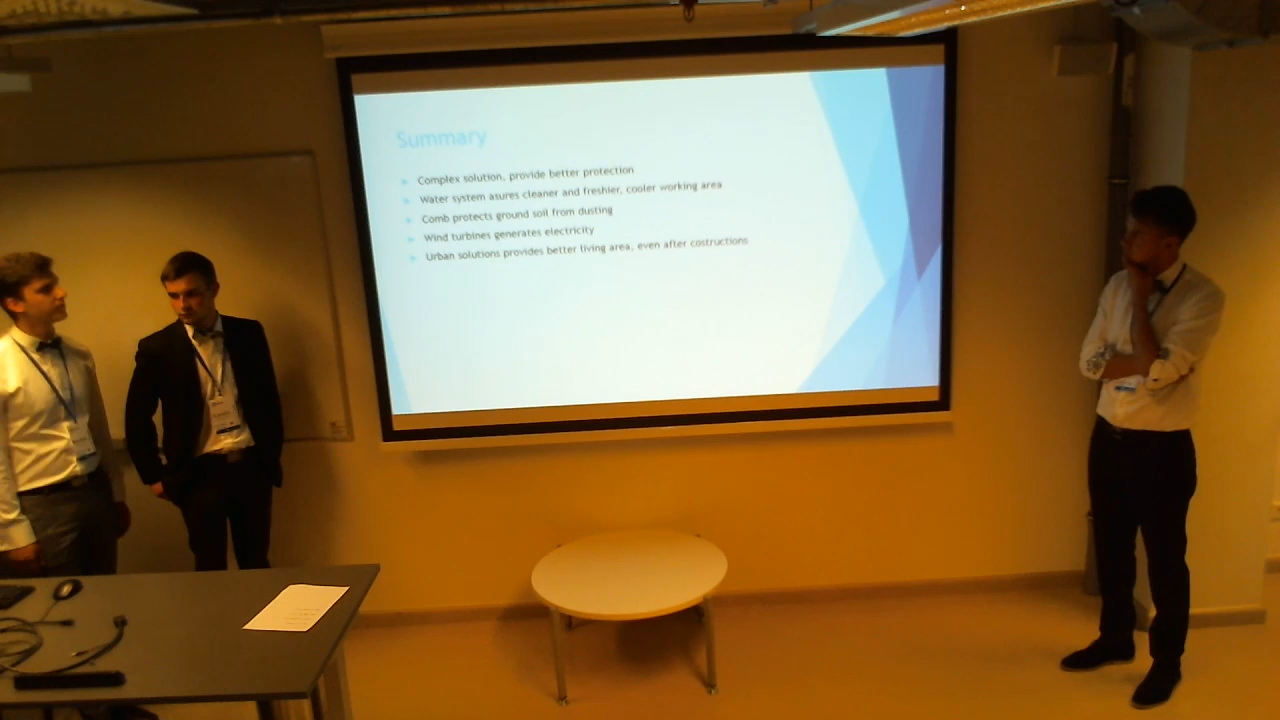 Summary
Complex solution, provide better protection
Water system asures cleaner and freshier, cooler working area
Comb protects ground soil from dusting
Wind turbines generates electricity
Urban solutions provides better living area, even after costructions